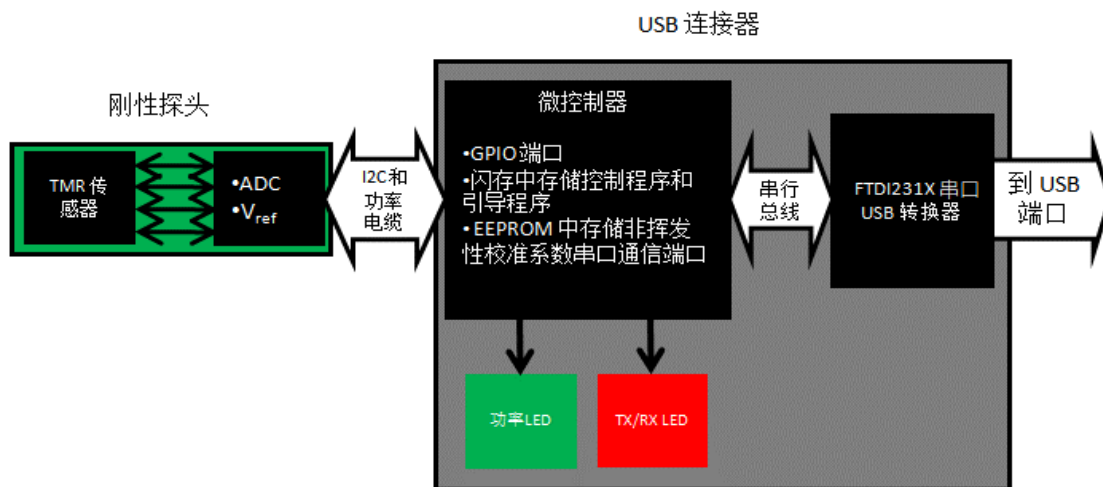 USB 连接器
刚性探头
TMR 传
感器
•ADC
•Vref
I2C和
功率
电缆
微控制器
•GPIO 端口
•闪存中存储控制程序和
引导程序
•EEPROM 中存储非挥发
性校准系数串口通信端口
串行
总线
FTDI231X 串口
USB 转换器
到 USB
端口
功率LED
TX/RX LED